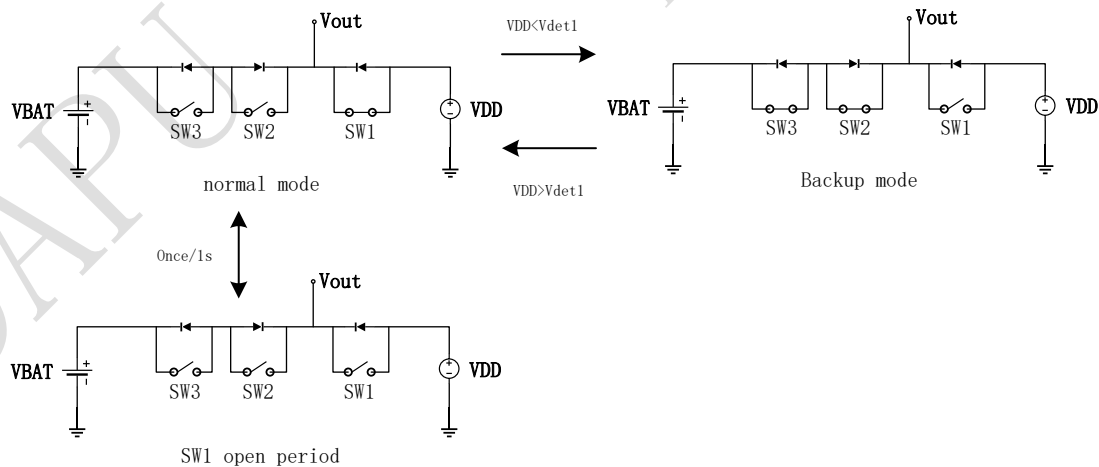 Vout
VDD<Vdet1
VBAT
+
-
SW3
SW2
SW1
+
-
VDD
normal mode
Vout
VBAT
+
-
SW3
SW2
SW1
+
-
VDD
Backup mode
VDD>Vdet1
Once/1s
Vout
VBAT
+
-
SW3
SW2
SW1
+
-
VDD
SW1 open period
DAPU